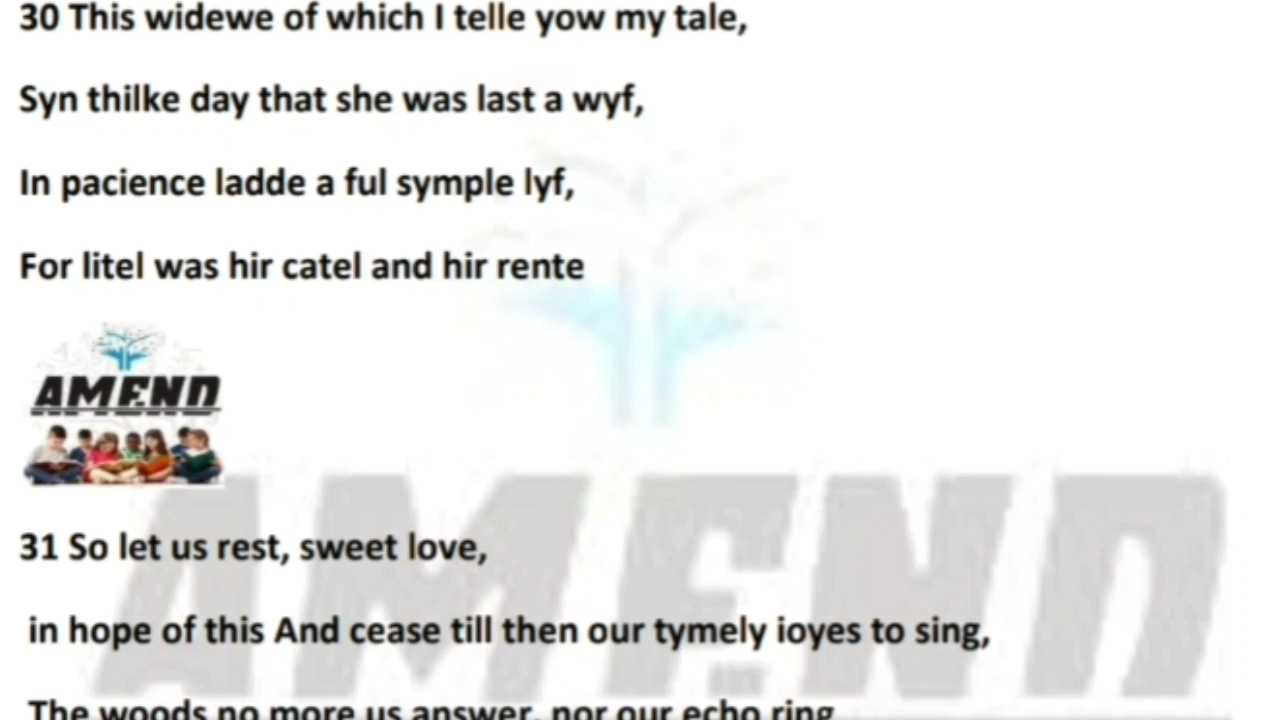 30 This widewe of which I telle yow my tale,
Syn thilke day that she was last a wyf,
In pacience ladde a ful symple lyf,
For litel was hir catel and hir rente
AMEND
31 So let us rest, sweet love,
in hope of this And cease till then our tymely ioyes to sing,
The woods no more us answer, nor our echo ring
AMEND